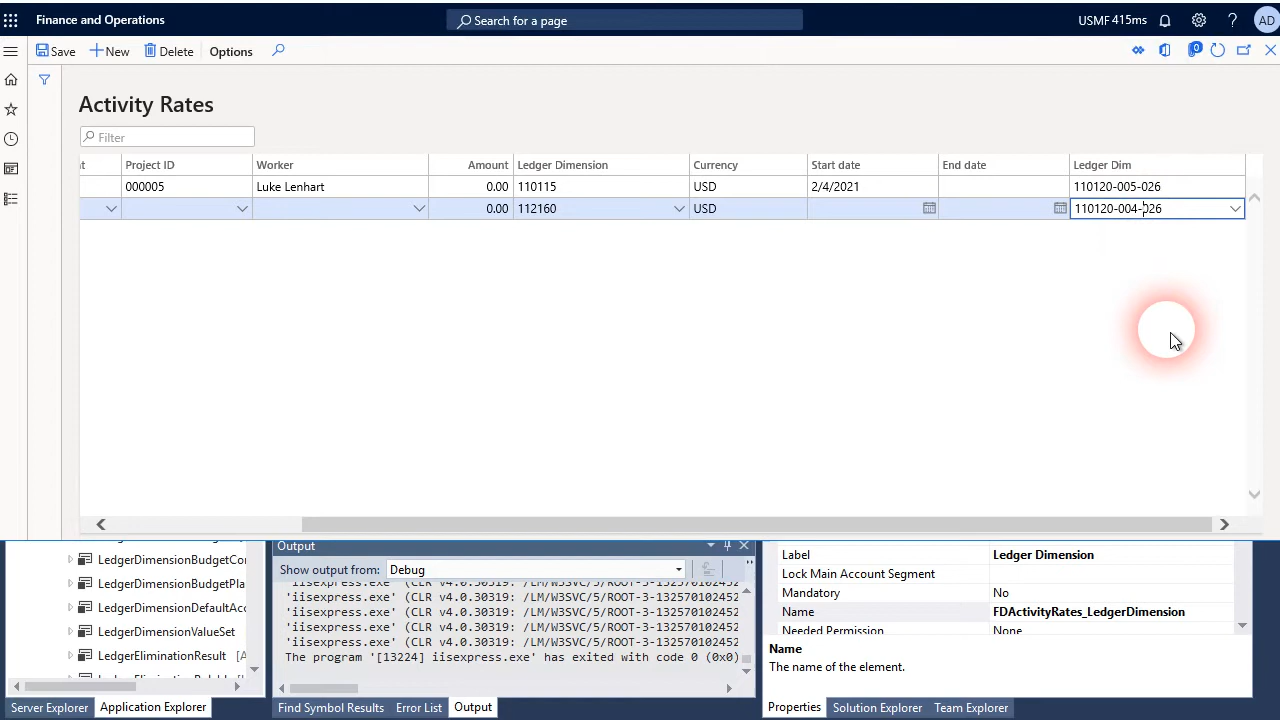 Finance and Operations
Search for a page
USMF 415ms
AD
Save
New
Delete
Options
0
Activity Rates
Filter
Project ID Worker Amount Ledger Dimension Currency Start date End date Ledger Dim
000005 Luke Lenhart 0.00 110115 USD 2/4/2021 110120-005-026
0.00 112160 USD 110120-004-026
LedgerDimensionBudgetCo
LedgerDimensionBudgetPla
LedgerDimensionDefaultAcc
LedgerDimensionValueSet
LedgerEliminationResult [A
Output
Show output from: Debug
'iisexpress.exe' (CLR v4.0.30319: /LM/W3SVC/5/ROOT-3-132570102452
'iisexpress.exe' (CLR v4.0.30319: /LM/W3SVC/5/ROOT-3-132570102452
'iisexpress.exe' (CLR v4.0.30319: /LM/W3SVC/5/ROOT-3-132570102452
'iisexpress.exe' (CLR v4.0.30319: /LM/W3SVC/5/ROOT-3-132570102452
'iisexpress.exe' (CLR v4.0.30319: /LM/W3SVC/5/ROOT-3-132570102452
The program '[13224] iisexpress.exe' has exited with code 0 (0x0)
Label Ledger Dimension
Lock Main Account Segment
Mandatory No
Name FDActivityRates_LedgerDimension
Needed Permission None
Name
The name of the element.
Server Explorer
Application Explorer
Find Symbol Results
Error List
Output
Properties
Solution Explorer
Team Explorer